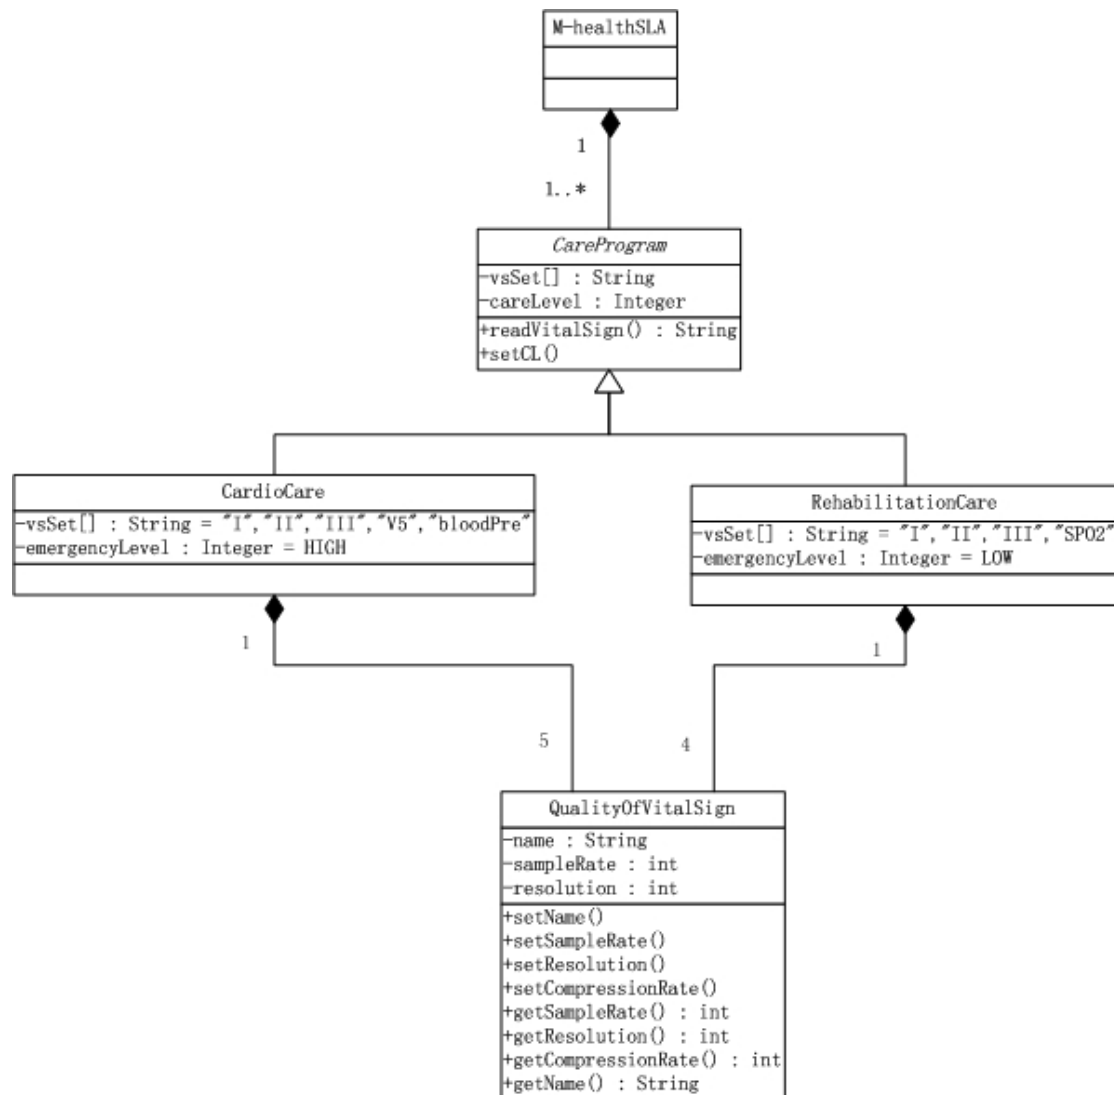 M-healthSLA
1
1..*
CareProgram
-vsSet[] : String
-careLevel : Integer
+readVitalSign() : String
+setCL()
CardioCare
-vsSet[] : String = "I","II","III","V5","bloodPre"
-emergencyLevel : Integer = HIGH
RehabilitationCare
-vsSet[] : String = "I","II","III","SPO2"
-emergencyLevel : Integer = LOW
1
1
5
4
QualityOfVitalSign
-name : String
-sampleRate : int
-resolution : int
+setName()
+setSampleRate()
+setResolution()
+setCompressionRate()
+getSampleRate() : int
+getResolution() : int
+getCompressionRate() : int
+getName() : String